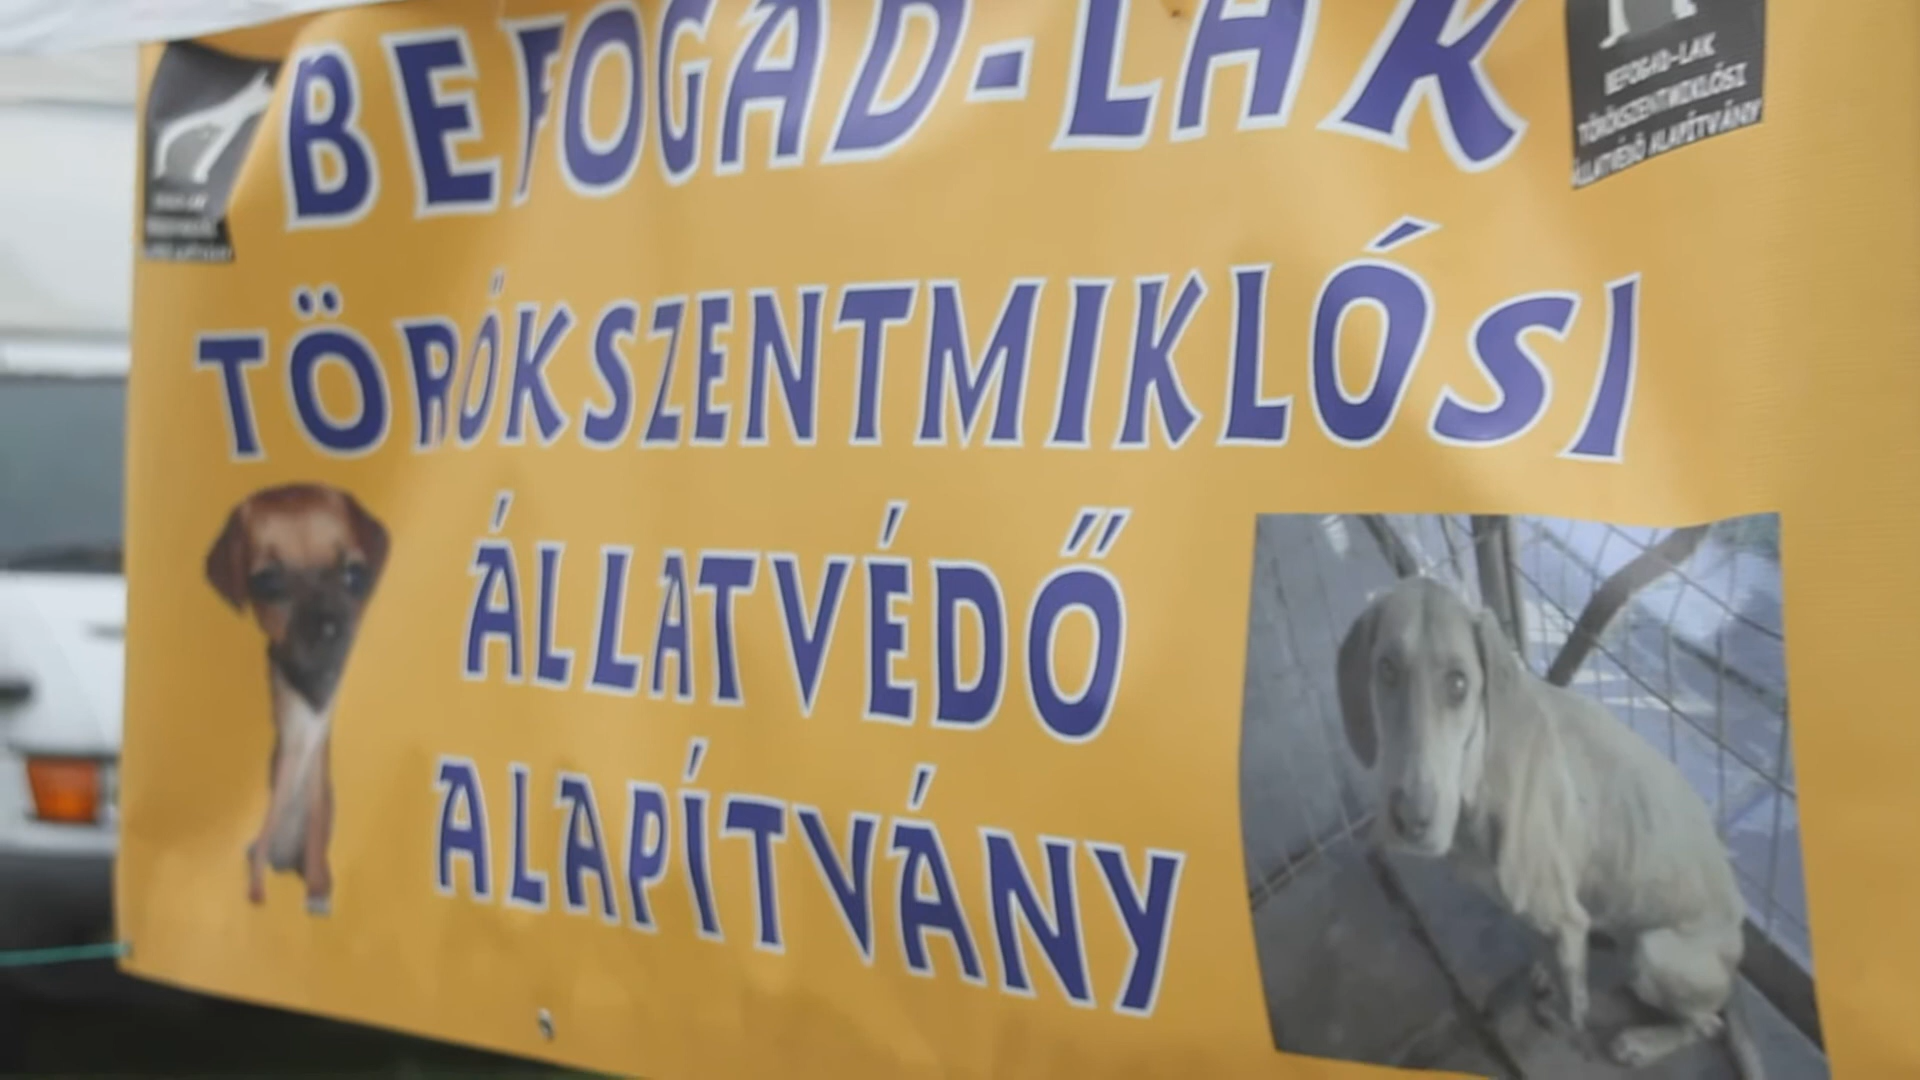 BEFOGAD-LAK
TÖRÖKSZENTMIKLÓSI
ÁLLATVÉDŐ
ALAPÍTVÁNY
BEFOGAD-LAK
TÖRÖKSZENTMIKLÓSI
ÁLLATVÉDŐ ALAPÍTVÁNY